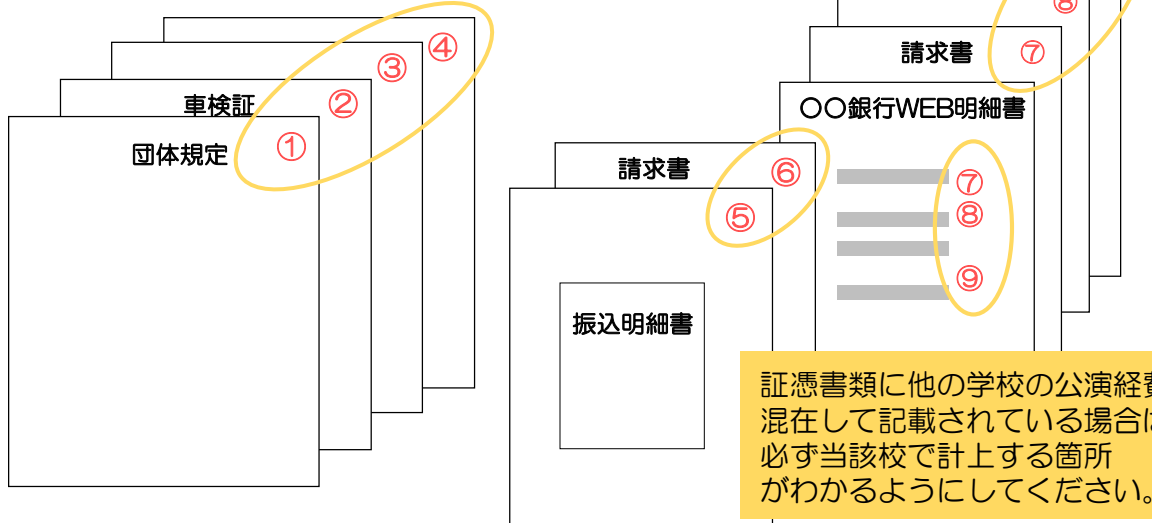 ④
③
車検証 ②
団体規定 ①
⑧
請求書 ⑦
〇〇銀行WEB明細書
請求書 ⑥
⑤
⑦
⑧
⑨
振込明細書
証憑書類に他の学校の公演経費
混在して記載されている場合は
必ず当該校で計上する箇所
がわかるようにしてください。